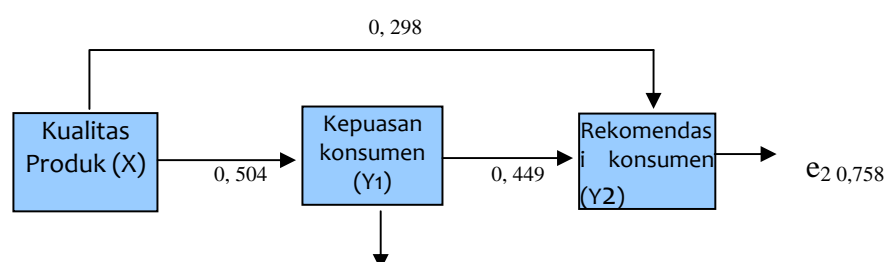 0, 298
Kualitas
Produk (X)
0, 504
Kepuasan
konsumen
(Y1)
0, 449
Rekomendas
i konsumen
(Y2)
e2 0,758